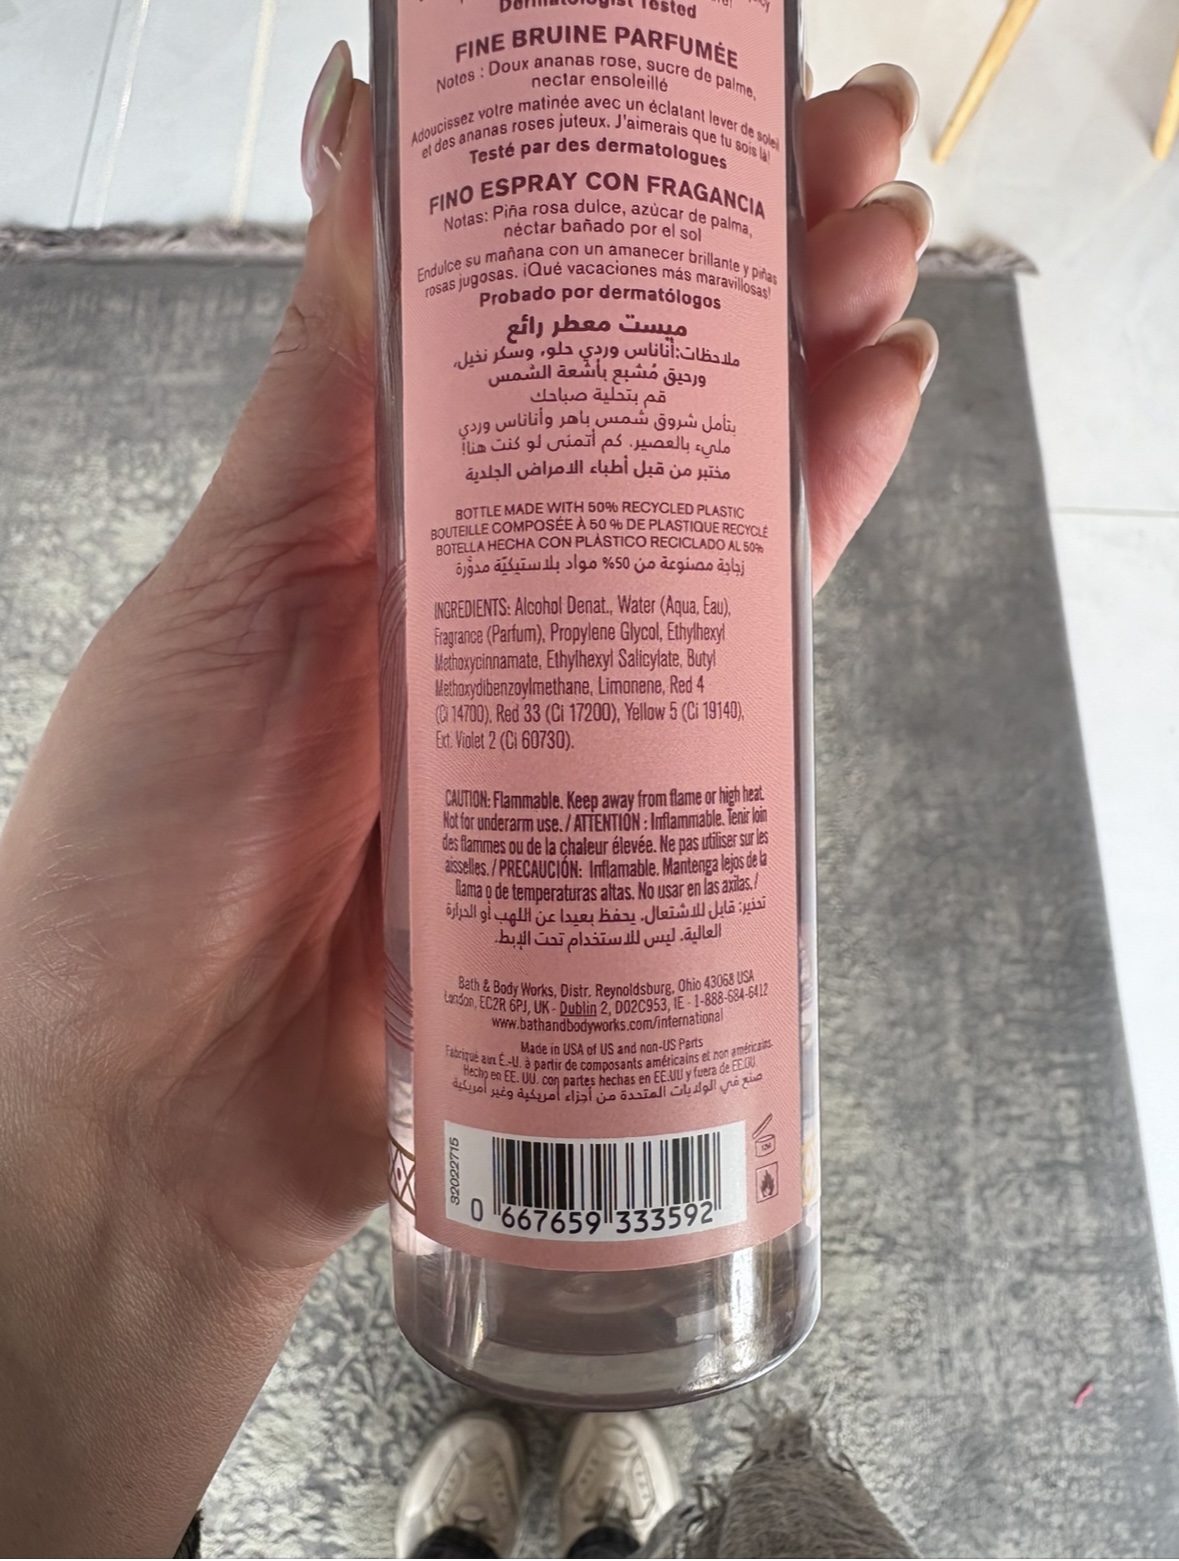 Dermatologist Tested
FINE BRUINE PARFUMÉE
Notes : Doux ananas rose, sucre de palme,
nectar ensoleillé
Adoucissez votre matinée avec un éclatant lever de soleil
et des ananas roses juteux. J'aimerais que tu sois là!
Testé par des dermatologues
FINO ESPRAY CON FRAGANCIA
Notas: Piña rosa dulce, azúcar de palma,
néctar bañado por el sol
Endulce su mañana con un amanecer brillante y piñas
rosas jugosas. ¡Qué vacaciones más maravillosas!
Probado por dermatólogos
ميست معطر رائع
ملاحظات:أناناس وردي حلو، وسكر نخيل،
ورحيق مُشبع بأشعة الشمس
قم بتحلية صباحك
بتأمل شروق شمس باهر وأناناس وردي
مليء بالعصير. كم أتمنى لو كنت هنا!
مختبر من قبل أطباء الامراض الجلدية
BOTTLE MADE WITH 50% RECYCLED PLASTIC
BOUTEILLE COMPOSÉE À 50 % DE PLASTIQUE RECYCLÉ
BOTELLA HECHA CON PLÁSTICO RECICLADO AL 50%
زجاجة مصنوعة من 50% مواد بلاستيكيّة مدوَّرة
INGREDIENTS: Alcohol Denat., Water (Aqua, Eau),
Fragrance (Parfum), Propylene Glycol, Ethylhexyl
Methoxycinnamate, Ethylhexyl Salicylate, Butyl
Methoxydibenzoylmethane, Limonene, Red 4
(Ci 14700), Red 33 (Ci 17200), Yellow 5 (Ci 19140),
Ext. Violet 2 (Ci 60730).
CAUTION: Flammable. Keep away from flame or high heat.
Not for underarm use. / ATTENTION : Inflammable. Tenir loin
des flammes ou de la chaleur élevée. Ne pas utiliser sur les
aisselles. / PRECAUCIÓN: Inflamable. Mantenga lejos de la
llama o de temperaturas altas. No usar en las axilas. /
تحذير: قابل للاشتعال. يحفظ بعيدا عن اللهب أو الحرارة
العالية. ليس للاستخدام تحت الإبط.
Bath & Body Works, Distr. Reynoldsburg, Ohio 43068 USA
London, EC2R 6PJ, UK - Dublin 2, D02C953, IE - 1-888-684-6412
www.bathandbodyworks.com/international
Made in USA of US and non-US Parts
Fabriqué aux É.-U. à partir de composants américains et non américains.
Hecho en EE. UU. con partes hechas en EE.UU y fuera de EE.UU.
صنع في الولايات المتحدة من أجزاء أمريكية وغير أمريكية
32022715
12M
0 667659 333592